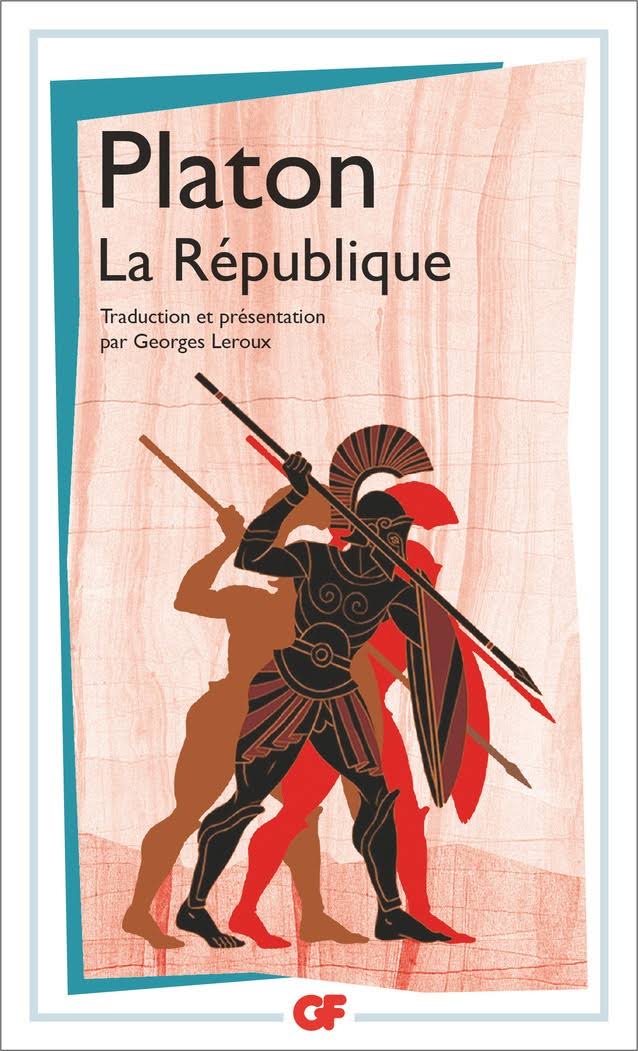 Platon
La République
Traduction et présentation
par Georges Leroux
GF